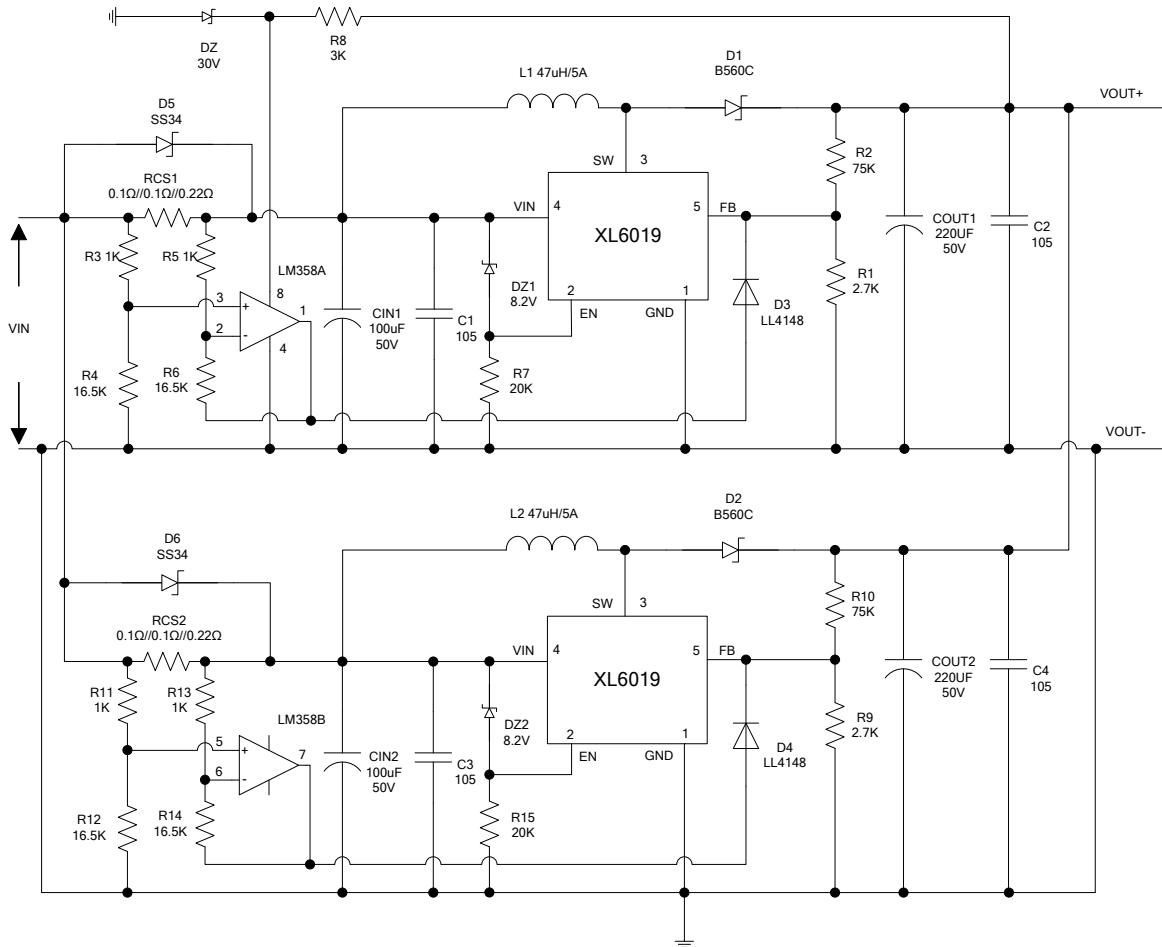 DZ
30V
R8
3K
D1
B560C
L1 47uH/5A
VOUT+
D5
SS34
R2
75K
SW
3
RCS1
0.1Ω//0.1Ω//0.22Ω
VIN
4
5
FB
XL6019
COUT1
220UF
50V
C2
105
R3 1K
R5 1K
LM358A
8
3
+
1
2
-
4
DZ1
8.2V
2
EN
1
GND
D3
LL4148
R1
2.7K
VIN
CIN1
100uF
50V
C1
105
R4
16.5K
R6
16.5K
R7
20K
VOUT-
D2
B560C
L2 47uH/5A
D6
SS34
R10
75K
SW
3
RCS2
0.1Ω//0.1Ω//0.22Ω
VIN
4
5
FB
XL6019
COUT2
220UF
50V
C4
105
R11
1K
R13
1K
LM358B
5
+
7
6
-
DZ2
8.2V
2
EN
1
GND
D4
LL4148
R9
2.7K
CIN2
100uF
50V
C3
105
R12
16.5K
R14
16.5K
R15
20K